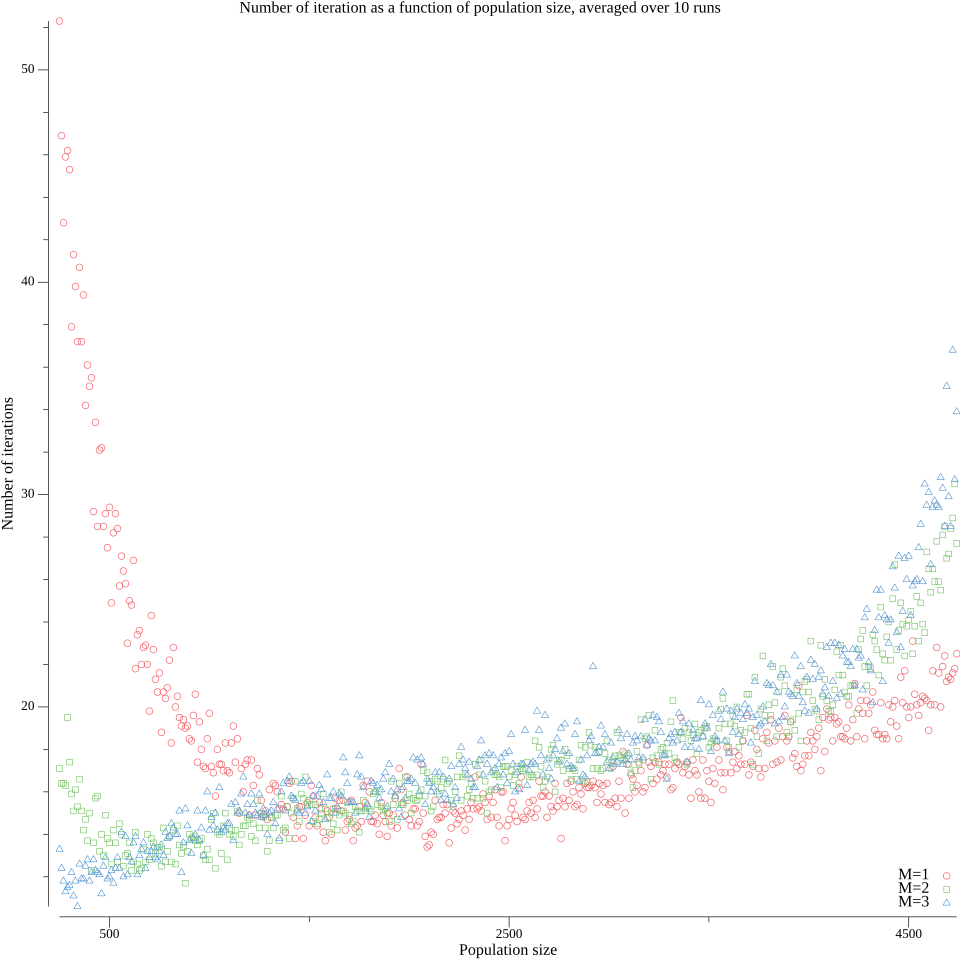 Number of iteration as a function of population size, averaged over 10 runs
50
40
30
20
Number of iterations
500
2500
4500
Population size
M=1
M=2
M=3